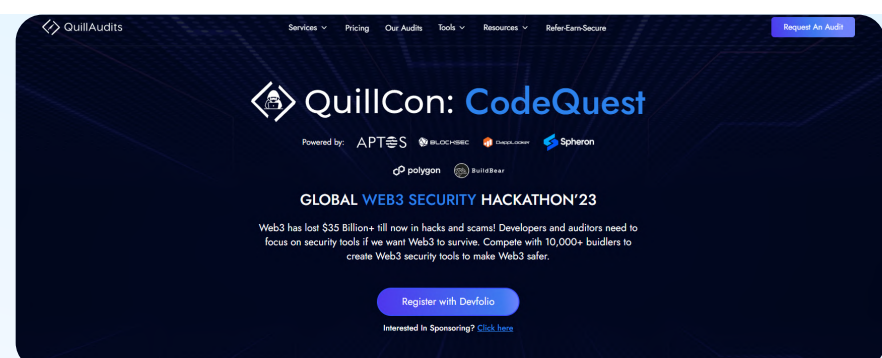 QuillAudits Services Pricing Our Audits Tools Resources Refer-Earn-Secure Request An Audit
QuillCon: CodeQuest
Powered by: APTOS BLOCKSEC DAPPLOOKER Spheron
polygon BuildBear
GLOBAL WEB3 SECURITY HACKATHON'23
Web3 has lost $35 Billion+ till now in hacks and scams! Developers and auditors need to
focus on security tools if we want Web3 to survive. Compete with 10,000+ buidlers to
create Web3 security tools to make Web3 safer.
Register with Devfolio
Interested In Sponsoring? Click here